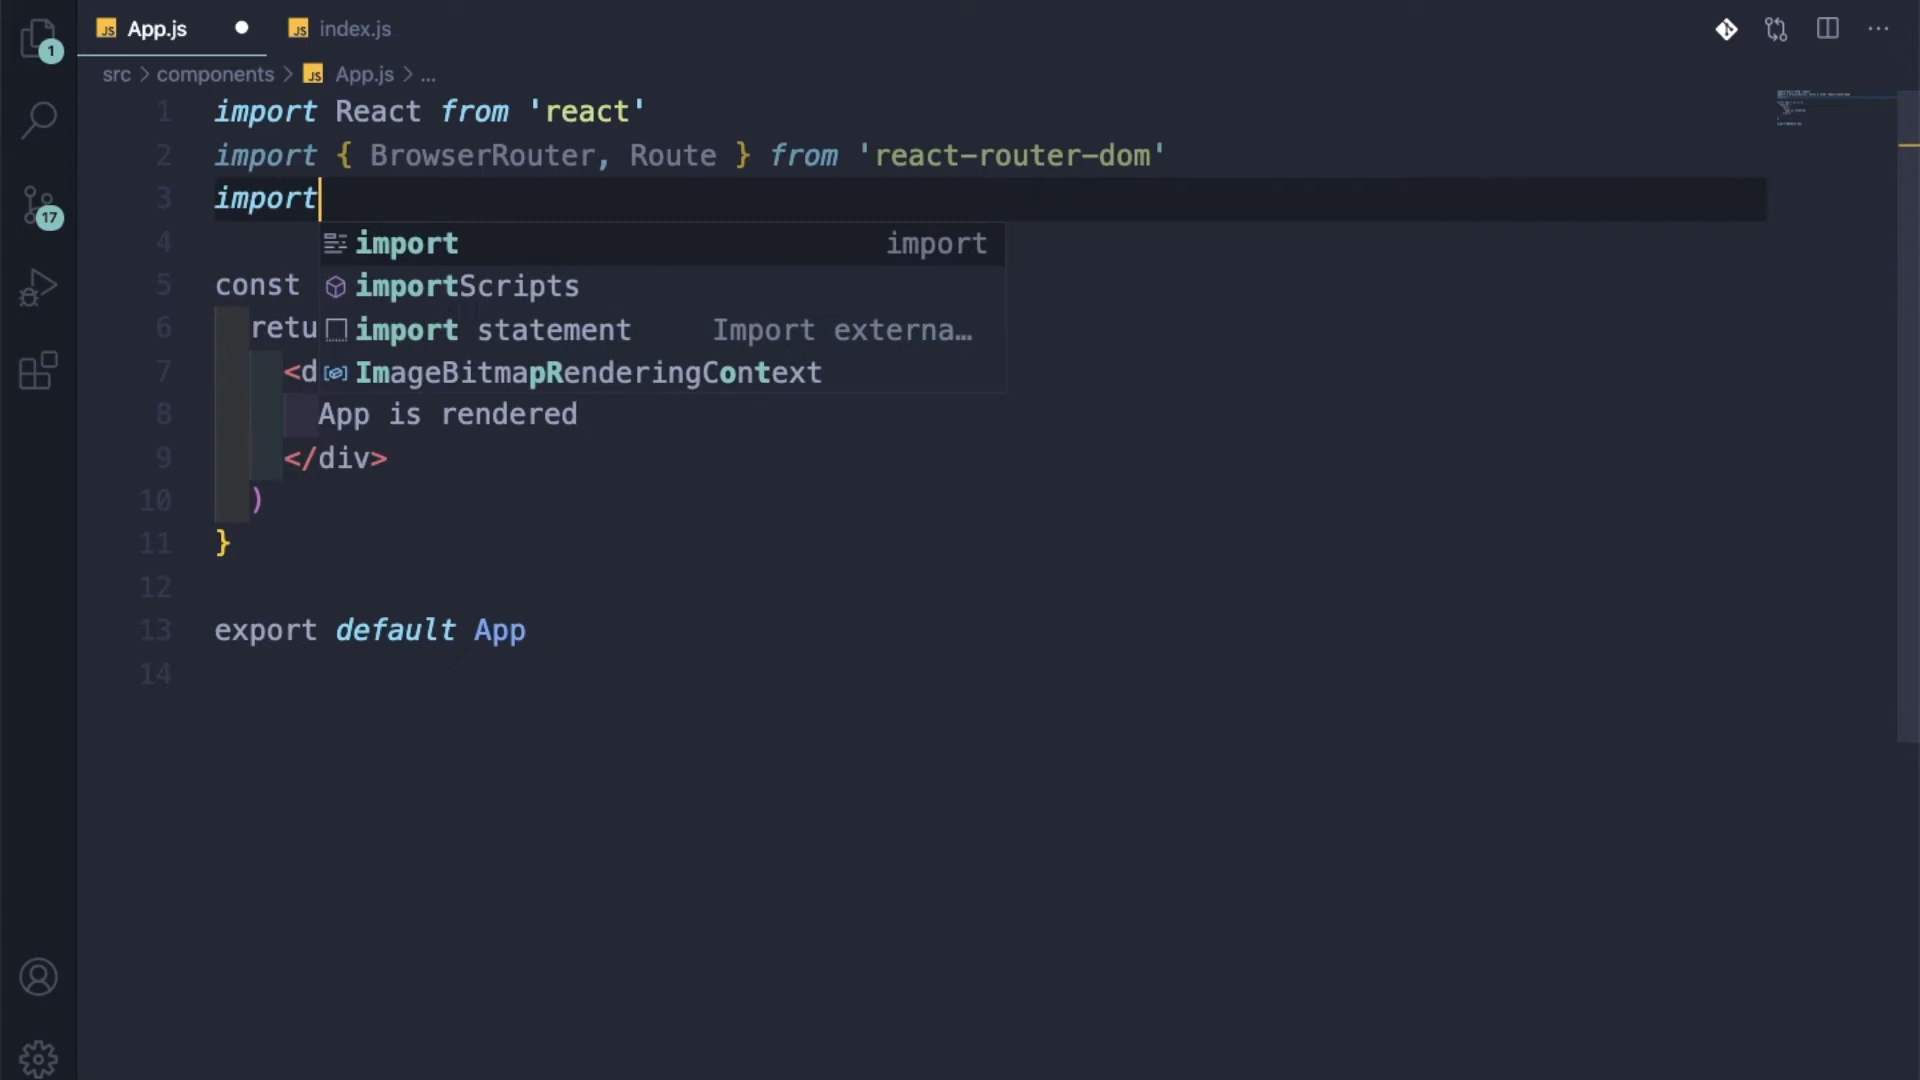 App.js
index.js
1
src > components > App.js > ...
1 import React from 'react'
2 import { BrowserRouter, Route } from 'react-router-dom'
3 import
17
4
import import
importScripts
5 const
import statement Import externa…
6 retu
ImageBitmapRenderingContext
7 <d
8 App is rendered
9 </div>
10 )
11 }
12
13 export default App
14